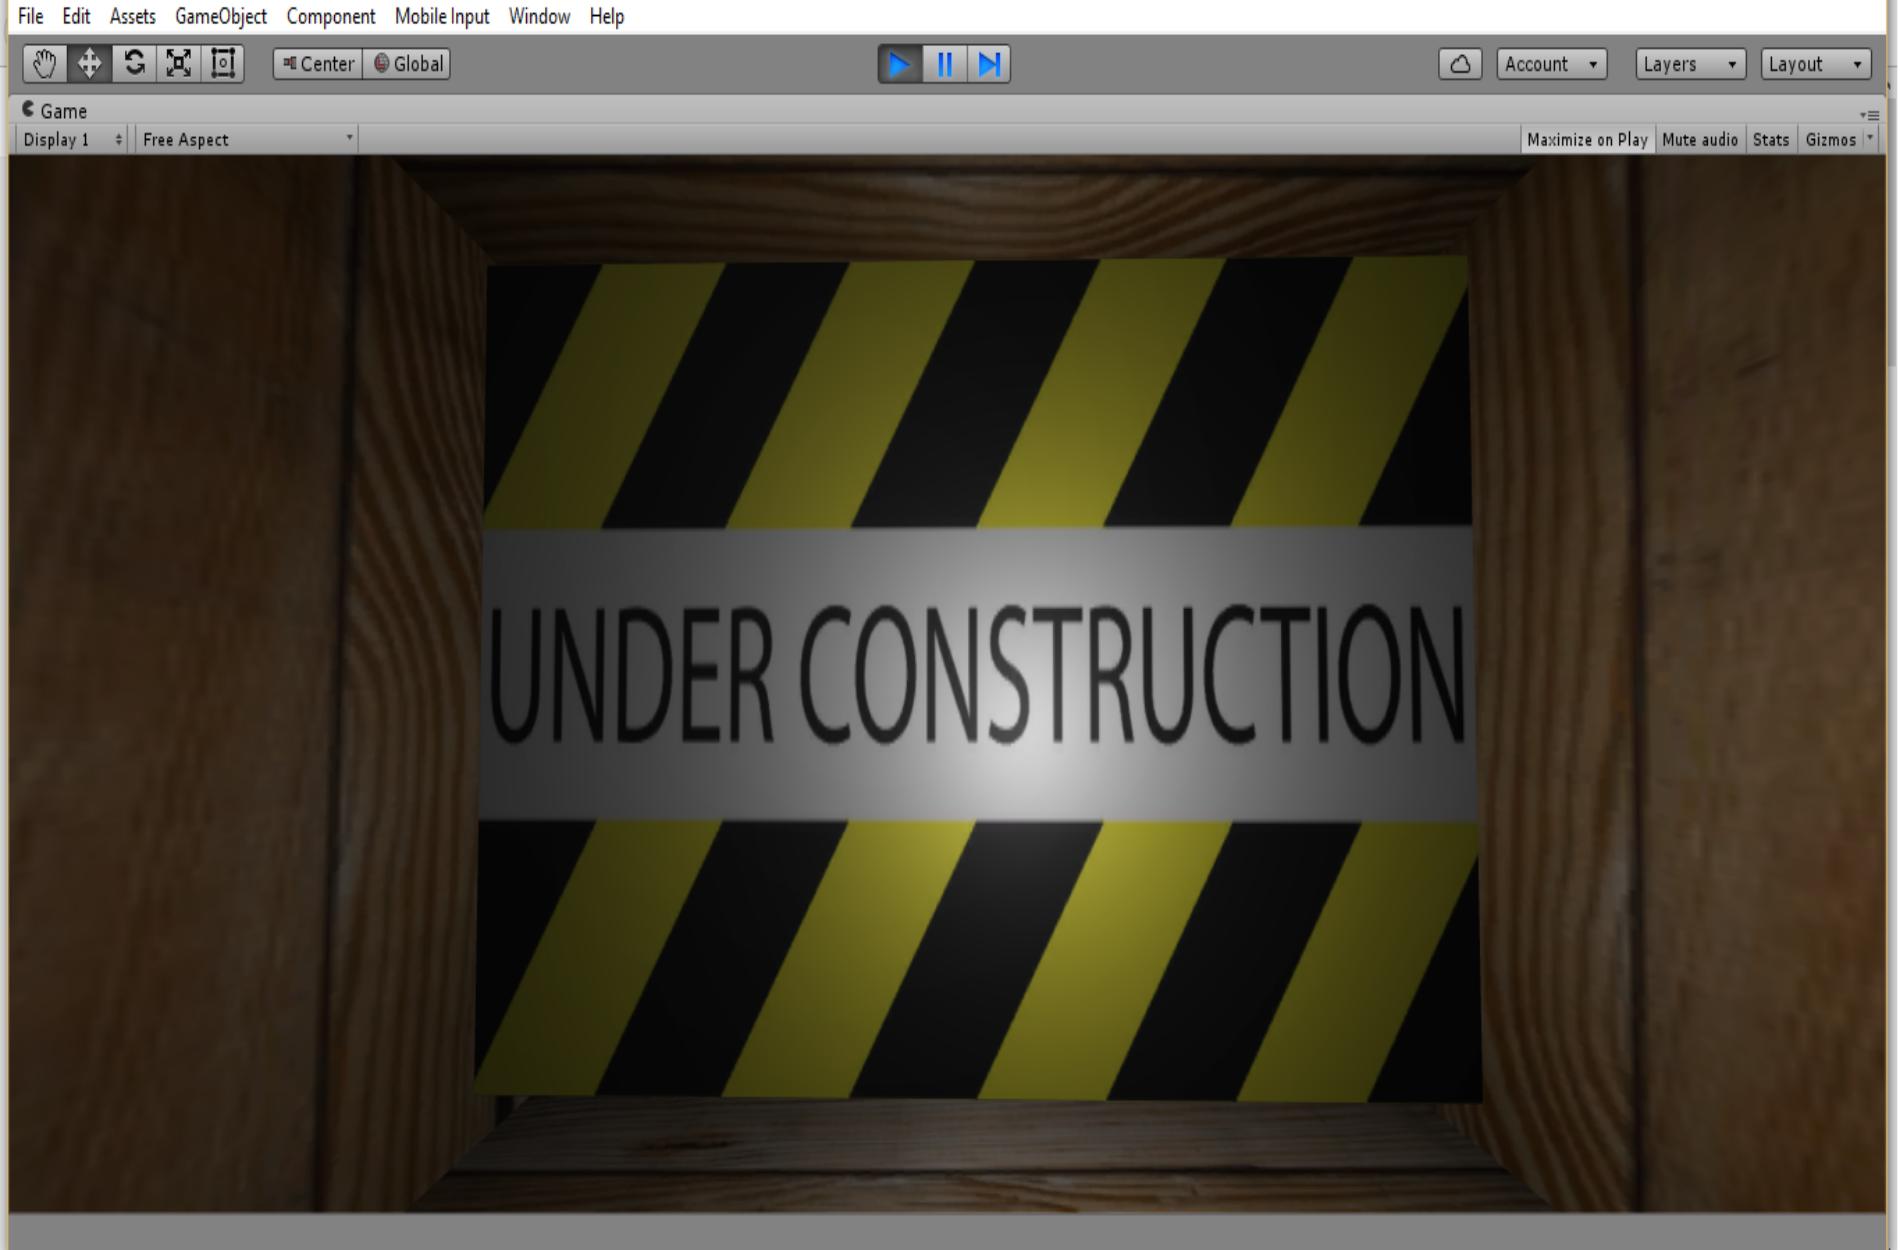 File Edit Assets GameObject Component Mobile Input Window Help
Center Global Account Layers Layout
Game
Display 1 Free Aspect Maximize on Play Mute audio Stats Gizmos
UNDER CONSTRUCTION